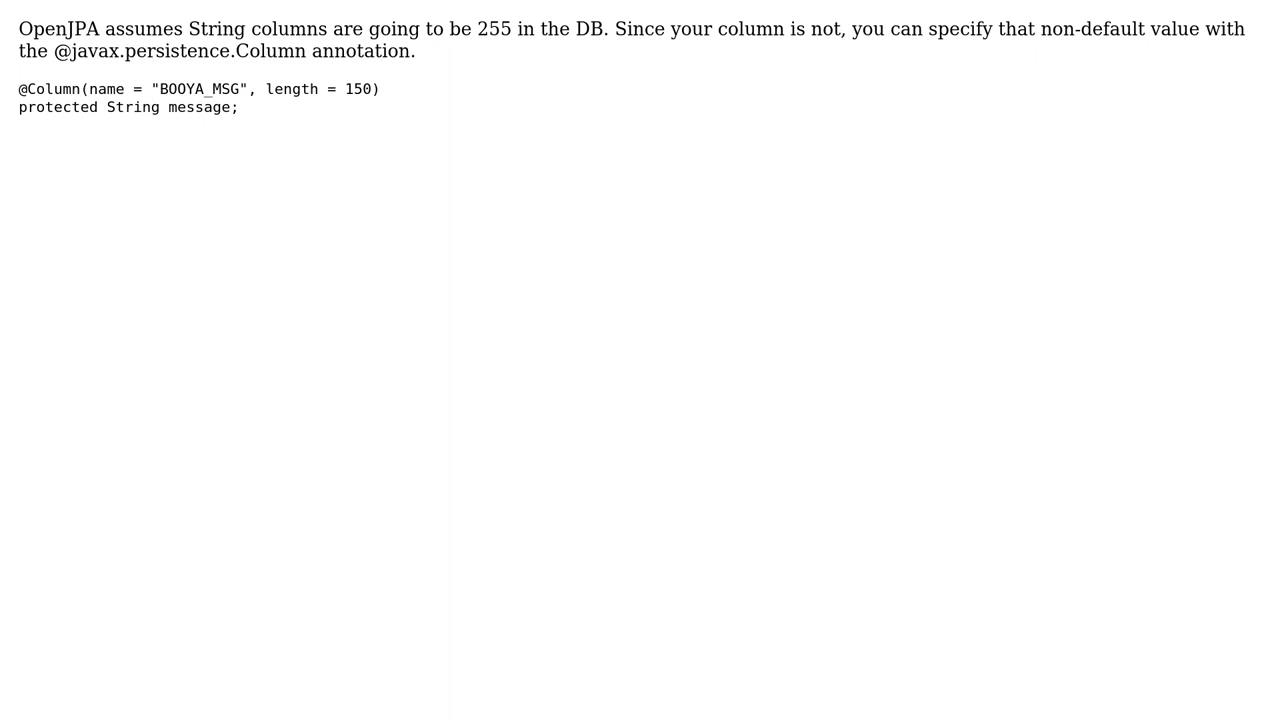 OpenJPA assumes String columns are going to be 255 in the DB. Since your column is not, you can specify that non-default value with
the @javax.persistence.Column annotation.
@Column(name = "BOOYA_MSG", length = 150)
protected String message;